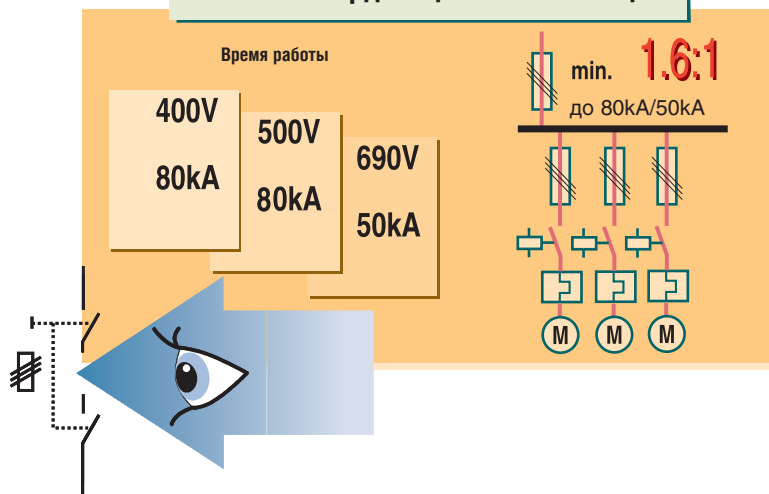 Время работы
400V
80kA
500V
80kA
690V
50kA
min. 1.6:1
до 80kA/50kA
M M M